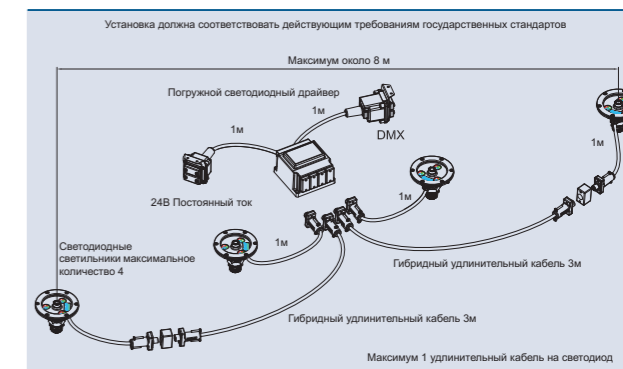 Установка должна соответствовать действующим требованиям государственных стандартов
Максимум около 8 м
Погружной светодиодный драйвер
1м
1м
DMX
1м
24В Постоянный ток
1м
Светодиодные
светильники максимальное
количество 4
1м
Гибридный удлинительный кабель 3м
Гибридный удлинительный кабель 3м
Максимум 1 удлинительный кабель на светодиод